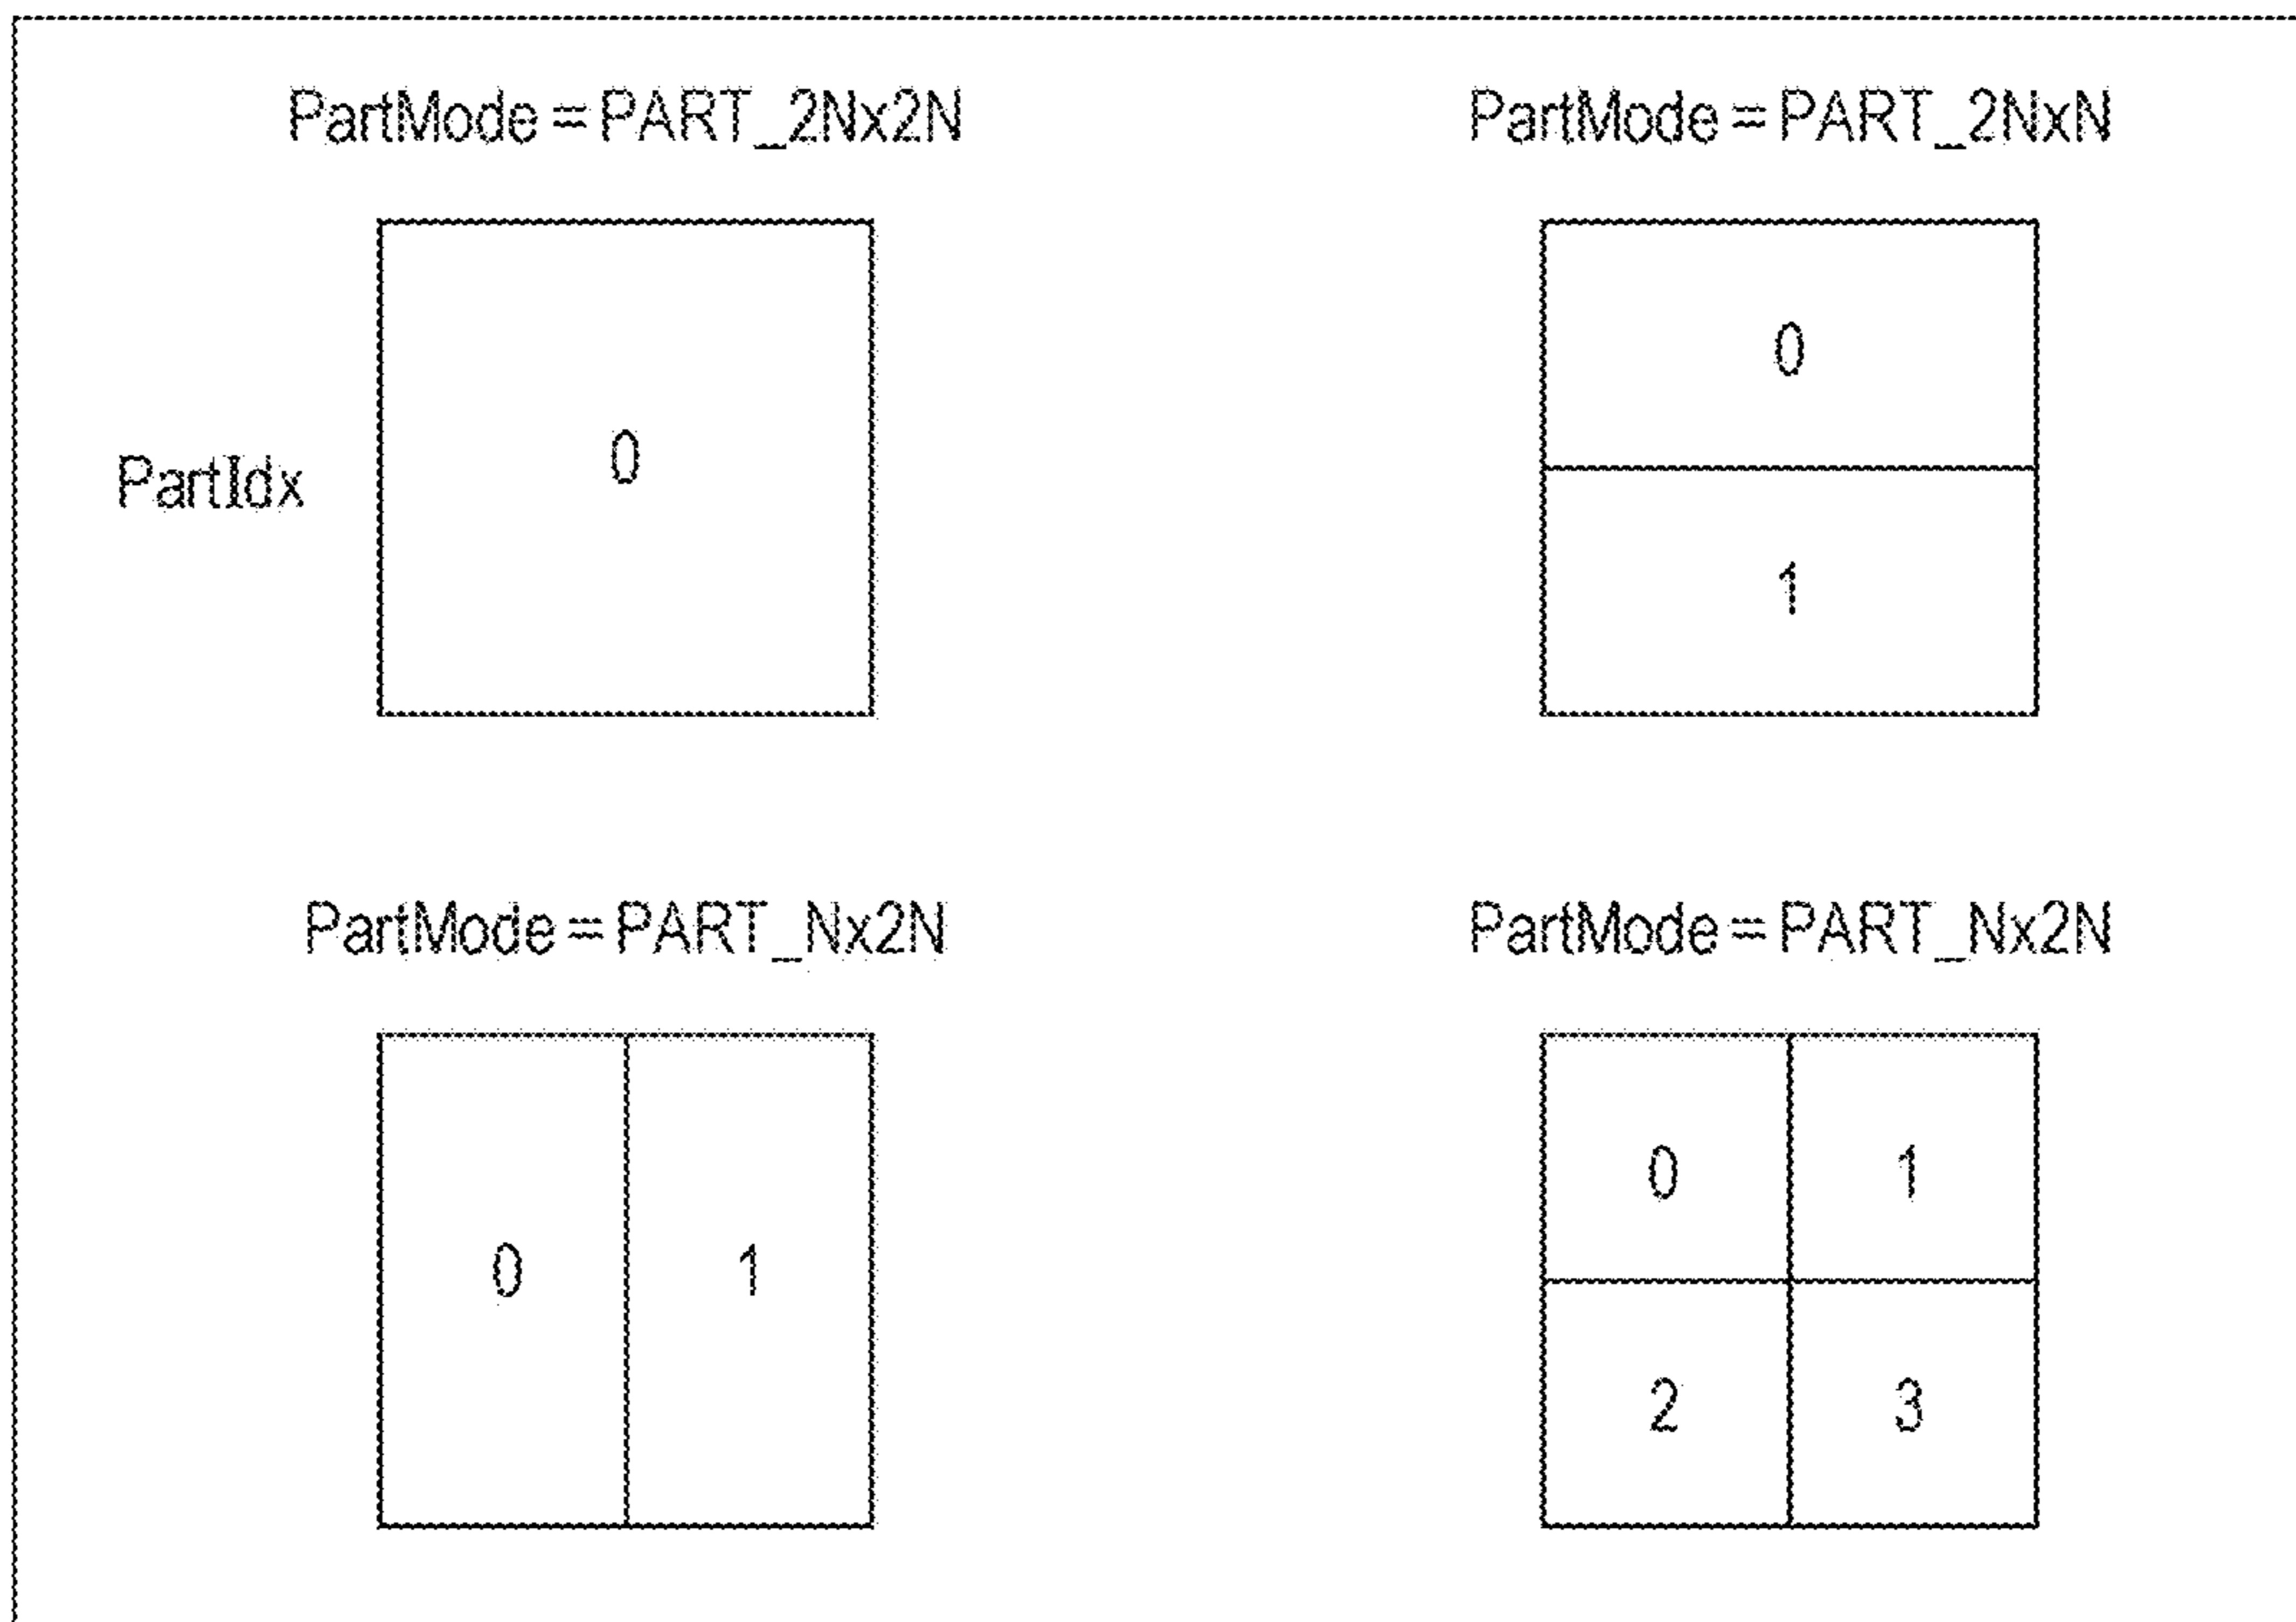 PartMode = PART_2Nx2N
PartMode = PART_2NxN
PartIdx
0
0
1
PartMode = PART_Nx2N
PartMode = PART_Nx2N
0 1
0 1
2 3